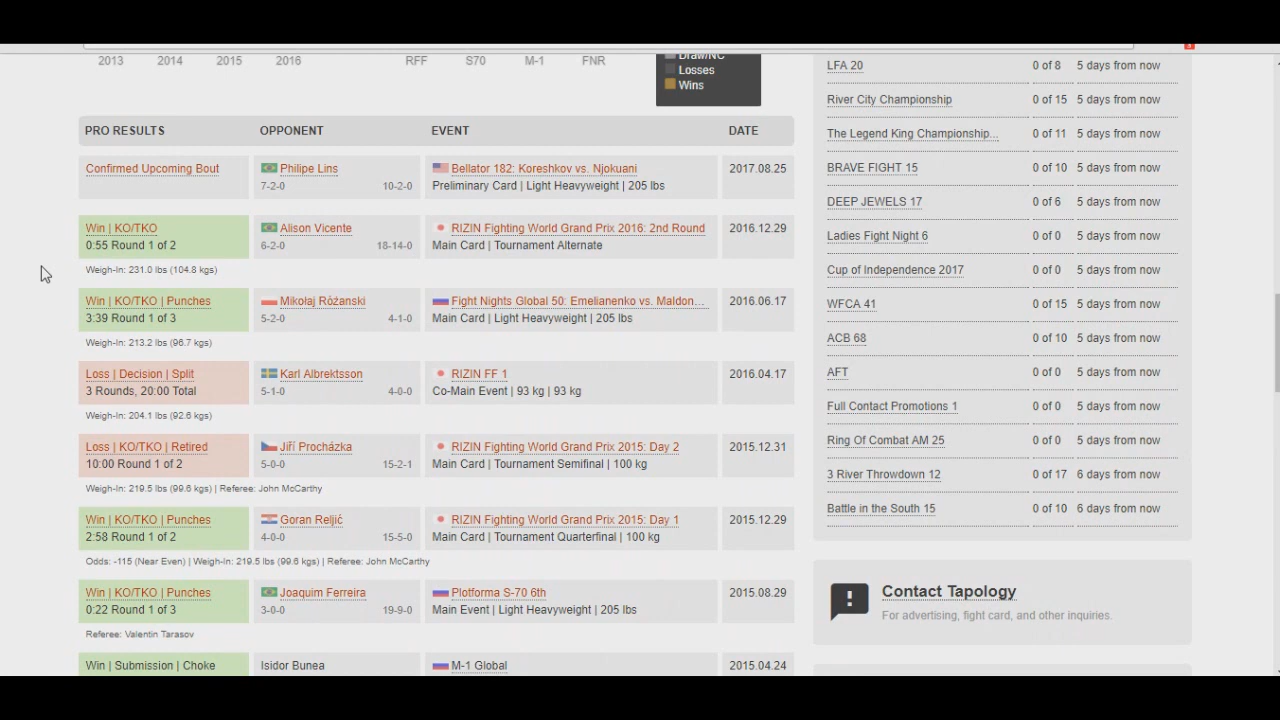 2013 2014 2015 2016 RFF S70 M-1 FNR
Draw/NC
Losses
Wins
PRO RESULTS OPPONENT EVENT DATE
Confirmed Upcoming Bout Philipe Lins Bellator 182: Koreshkov vs. Njokuani 2017.08.25
7-2-0 10-2-0 Preliminary Card | Light Heavyweight | 205 lbs
Win | KO/TKO Alison Vicente RIZIN Fighting World Grand Prix 2016: 2nd Round 2016.12.29
0:55 Round 1 of 2 6-2-0 18-14-0 Main Card | Tournament Alternate
Weigh-In: 231.0 lbs (104.8 kgs)
Win | KO/TKO | Punches Mikolaj Różanski Fight Nights Global 50: Emelianenko vs. Maldon... 2016.06.17
3:39 Round 1 of 3 5-2-0 4-1-0 Main Card | Light Heavyweight | 205 lbs
Weigh-In: 213.2 lbs (96.7 kgs)
Loss | Decision | Split Karl Albrektsson RIZIN FF 1 2016.04.17
3 Rounds, 20:00 Total 5-1-0 4-0-0 Co-Main Event | 93 kg | 93 kg
Weigh-In: 204.1 lbs (92.6 kgs)
Loss | KO/TKO | Retired Jiří Procházka RIZIN Fighting World Grand Prix 2015: Day 2 2015.12.31
10:00 Round 1 of 2 5-0-0 15-2-1 Main Card | Tournament Semifinal | 100 kg
Weigh-In: 219.5 lbs (99.6 kgs) | Referee: John McCarthy
Win | KO/TKO | Punches Goran Reljić RIZIN Fighting World Grand Prix 2015: Day 1 2015.12.29
2:58 Round 1 of 2 4-0-0 15-5-0 Main Card | Tournament Quarterfinal | 100 kg
Odds: -115 (Near Even) | Weigh-In: 219.5 lbs (99.6 kgs) | Referee: John McCarthy
Win | KO/TKO | Punches Joaquim Ferreira Plotforma S-70 6th 2015.08.29
0:22 Round 1 of 3 3-0-0 19-9-0 Main Event | Light Heavyweight | 205 lbs
Referee: Valentin Tarasov
Win | Submission | Choke Isidor Bunea M-1 Global 2015.04.24
LFA 20 0 of 8 5 days from now
River City Championship 0 of 15 5 days from now
The Legend King Championship... 0 of 11 5 days from now
BRAVE FIGHT 15 0 of 10 5 days from now
DEEP JEWELS 17 0 of 6 5 days from now
Ladies Fight Night 6 0 of 0 5 days from now
Cup of Independence 2017 0 of 0 5 days from now
WFCA 41 0 of 15 5 days from now
ACB 68 0 of 10 5 days from now
AFT 0 of 0 5 days from now
Full Contact Promotions 1 0 of 0 5 days from now
Ring Of Combat AM 25 0 of 0 5 days from now
3 River Throwdown 12 0 of 17 6 days from now
Battle in the South 15 0 of 10 6 days from now
Contact Tapology
For advertising, fight card, and other inquiries.